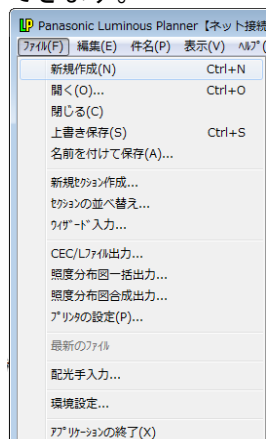 できます。
Panasonic Luminous Planner【ネット接続
ﾌｧｲﾙ(F) 編集(E) 件名(P) 表示(V) ﾍﾙﾌﾟ(
新規作成(N) Ctrl+N
開く(O)... Ctrl+O
閉じる(C)
上書き保存(S) Ctrl+S
名前を付けて保存(A)...
新規ｾｸｼｮﾝ作成...
ｾｸｼｮﾝの並べ替え...
ｳｨｻﾞｰﾄﾞ入力...
CEC/Lﾌｧｲﾙ出力...
照度分布図一括出力...
照度分布図合成出力...
ﾌﾟﾘﾝﾀの設定(P)...
最新のﾌｧｲﾙ
配光手入力...
環境設定...
ｱﾌﾟﾘｹｰｼｮﾝの終了(X)